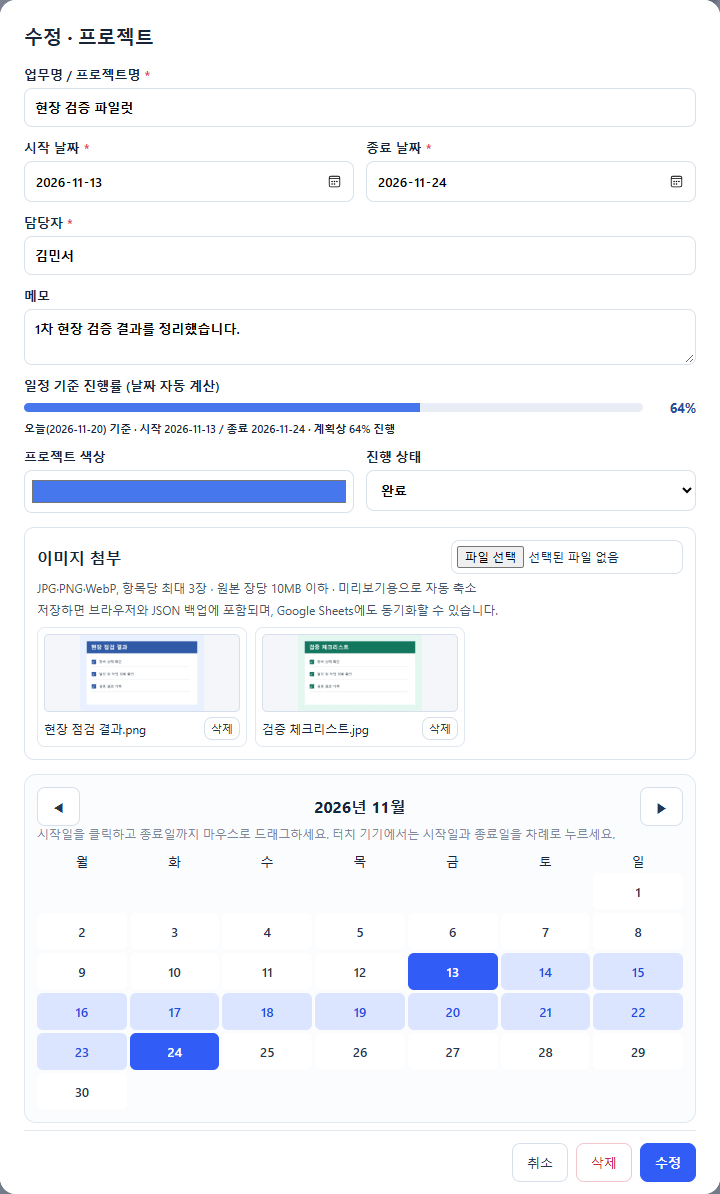 수정 · 프로젝트
업무명 / 프로젝트명 *
현장 검증 파일럿
시작 날짜 *
종료 날짜 *
2026-11-13
2026-11-24
담당자 *
김민서
메모
1차 현장 검증 결과를 정리했습니다.
일정 기준 진행률 (날짜 자동 계산)
64%
오늘(2026-11-20) 기준 · 시작 2026-11-13 / 종료 2026-11-24 · 계획상 64% 진행
프로젝트 색상
진행 상태
완료
이미지 첨부
파일 선택 선택된 파일 없음
JPG·PNG·WebP, 항목당 최대 3장 · 원본 장당 10MB 이하 · 미리보기용으로 자동 축소
저장하면 브라우저와 JSON 백업에 포함되며, Google Sheets에도 동기화할 수 있습니다.
현장 점검 결과
검증 체크리스트
현장 점검 결과.png
삭제
검증 체크리스트.jpg
삭제
◀
2026년 11월
▶
시작일을 클릭하고 종료일까지 마우스로 드래그하세요. 터치 기기에서는 시작일과 종료일을 차례로 누르세요.
월 화 수 목 금 토 일
1
2 3 4 5 6 7 8
9 10 11 12 13 14 15
16 17 18 19 20 21 22
23 24 25 26 27 28 29
30
취소
삭제
수정